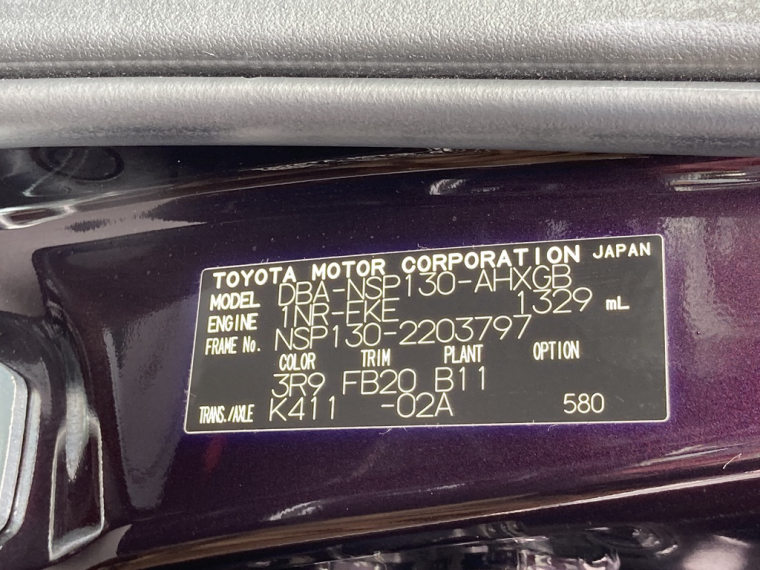 TOYOTA MOTOR CORPORATION JAPAN
MODEL DBA-NSP130-AHXGB
ENGINE 1NR-FKE 1329 mL
FRAME No. NSP130-2203797
COLOR TRIM PLANT OPTION
3R9 FB20 B11
TRANS./AXLE K411 -02A 580